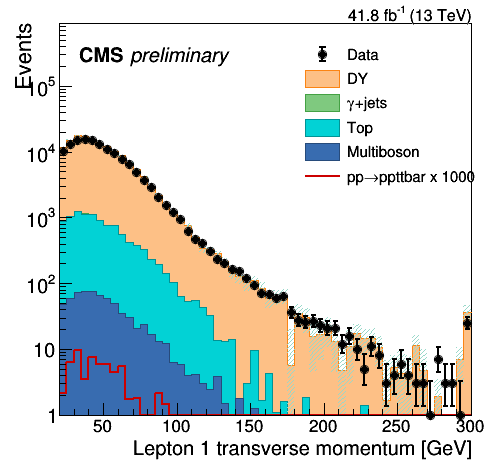 41.8 fb⁻¹ (13 TeV)
Events
CMS preliminary
Data
DY
γ+jets
Top
Multiboson
pp→ppttbar x 1000
10⁵
10⁴
10³
10²
10
1
50 100 150 200 250 300
Lepton 1 transverse momentum [GeV]